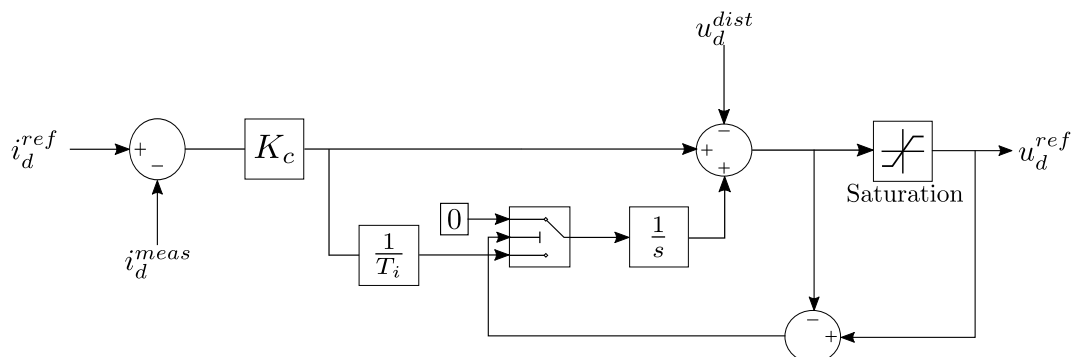 u_d^{dist}
i_d^{ref}
+
−
K_c
+
−
+
u_d^{ref}
Saturation
i_d^{meas}
0
1/T_i
1/s
−
+